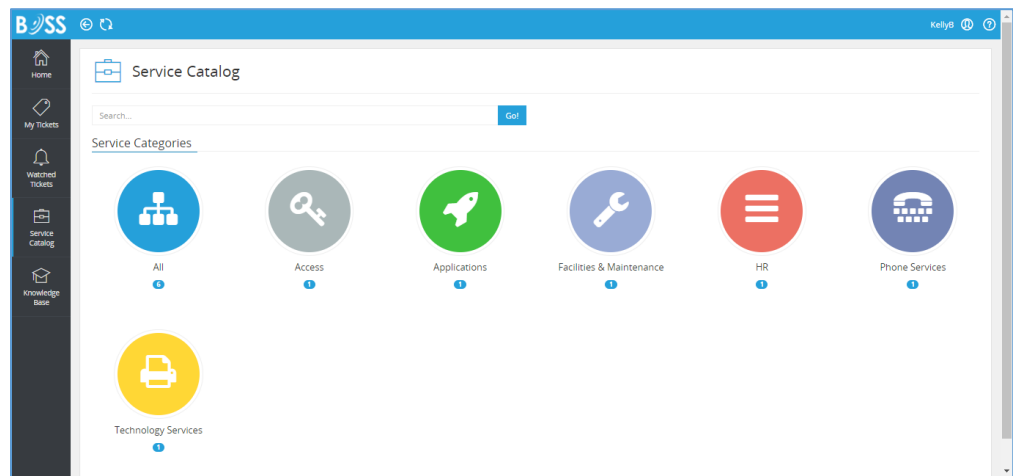 BOSS
KellyB
Home
My Tickets
Watched
Tickets
Service
Catalog
Knowledge
Base
Service Catalog
Search...
Go!
Service Categories
All
6
Access
1
Applications
1
Facilities & Maintenance
1
HR
1
Phone Services
1
Technology Services
1